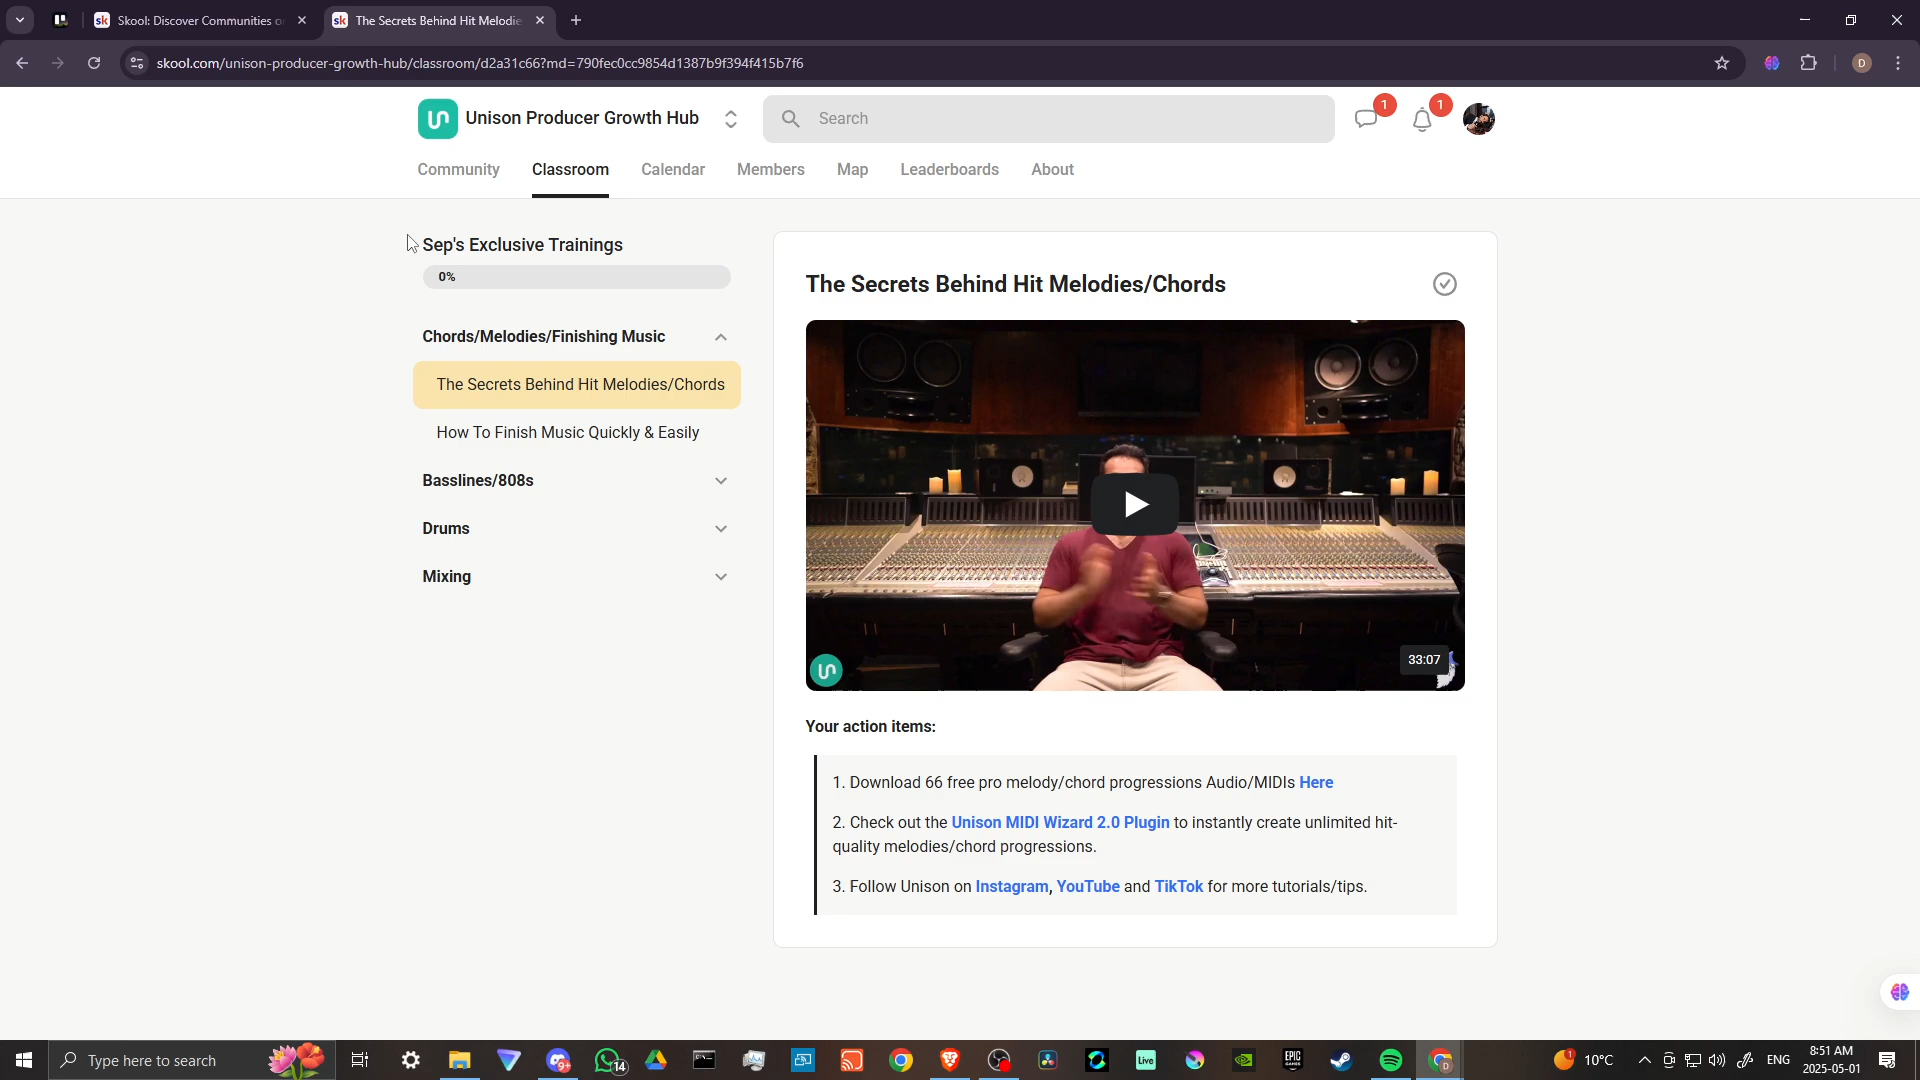 Skool: Discover Communities o
The Secrets Behind Hit Melodie
skool.com/unison-producer-growth-hub/classroom/d2a31c66?md=790fec0cc9854d1387b9f394f415b7f6
D
Unison Producer Growth Hub
Search
1
1
Community
Classroom
Calendar
Members
Map
Leaderboards
About
Sep's Exclusive Trainings
0%
Chords/Melodies/Finishing Music
The Secrets Behind Hit Melodies/Chords
How To Finish Music Quickly & Easily
Basslines/808s
Drums
Mixing
The Secrets Behind Hit Melodies/Chords
33:07
Your action items:
1. Download 66 free pro melody/chord progressions Audio/MIDIs Here
2. Check out the Unison MIDI Wizard 2.0 Plugin to instantly create unlimited hit-
quality melodies/chord progressions.
3. Follow Unison on Instagram, YouTube and TikTok for more tutorials/tips.
Type here to search
9+
14
Live
EPIC GAMES
1
10°C
ENG
8:51 AM
2025-05-01